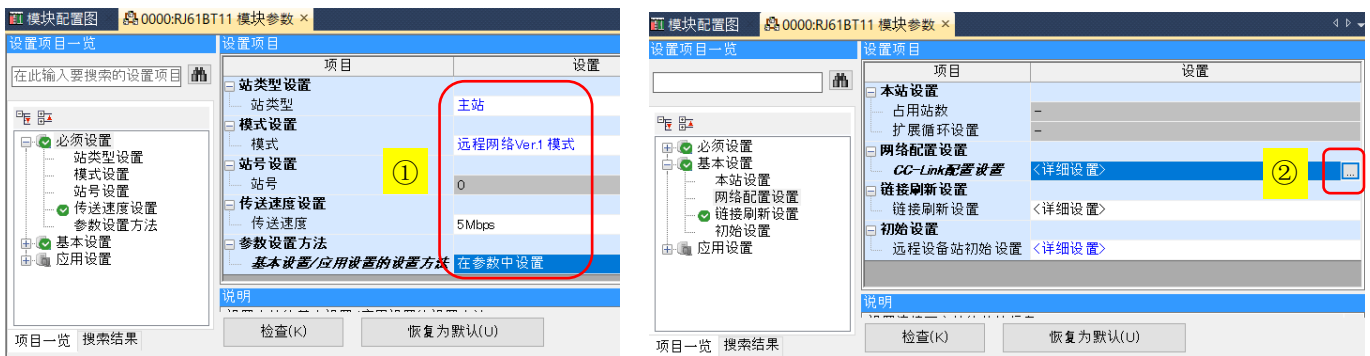 模块配置图
0000:RJ61BT11 模块参数 ×
设置项目一览
在此输入要搜索的设置项目
必须设置
站类型设置
模式设置
站号设置
传送速度设置
参数设置方法
基本设置
应用设置
项目一览 搜索结果
设置项目
项目 设置
站类型设置
站类型 主站
模式设置
模式 远程网络Ver.1 模式
站号设置
站号 0
传送速度设置
传送速度 5Mbps
参数设置方法
基本设置/应用设置的设置方法 在参数中设置
①
说明
检查(K) 恢复为默认(U)
模块配置图
0000:RJ61BT11 模块参数 ×
设置项目一览
必须设置
基本设置
本站设置
网络配置设置
链接刷新设置
初始设置
应用设置
项目一览 搜索结果
设置项目
项目 设置
本站设置
占用站数 –
扩展循环设置 –
网络配置设置
CC-Link配置设置 <详细设置>
②
...
链接刷新设置
链接刷新设置 <详细设置>
初始设置
远程设备站初始设置 <详细设置>
说明
检查(K) 恢复为默认(U)